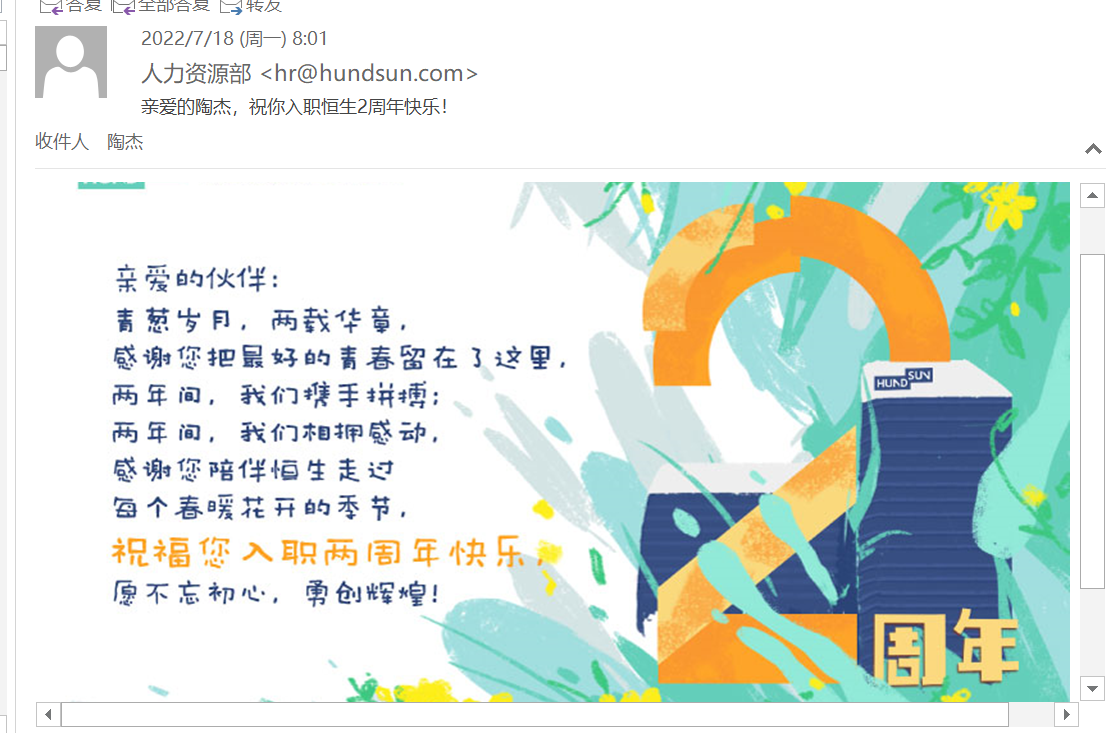 答复 全部答复 转发
2022/7/18 (周一) 8:01
人力资源部 <hr@hundsun.com>
亲爱的陶杰，祝你入职恒生2周年快乐！
收件人 陶杰
亲爱的伙伴：
青葱岁月，两载华章，
感谢您把最好的青春留在了这里，
两年间，我们携手拼搏；
两年间，我们相拥感动，
感谢您陪伴恒生走过
每个春暖花开的季节，
祝福您入职两周年快乐，
愿不忘初心，勇创辉煌！
HUNDSUN
2
周年